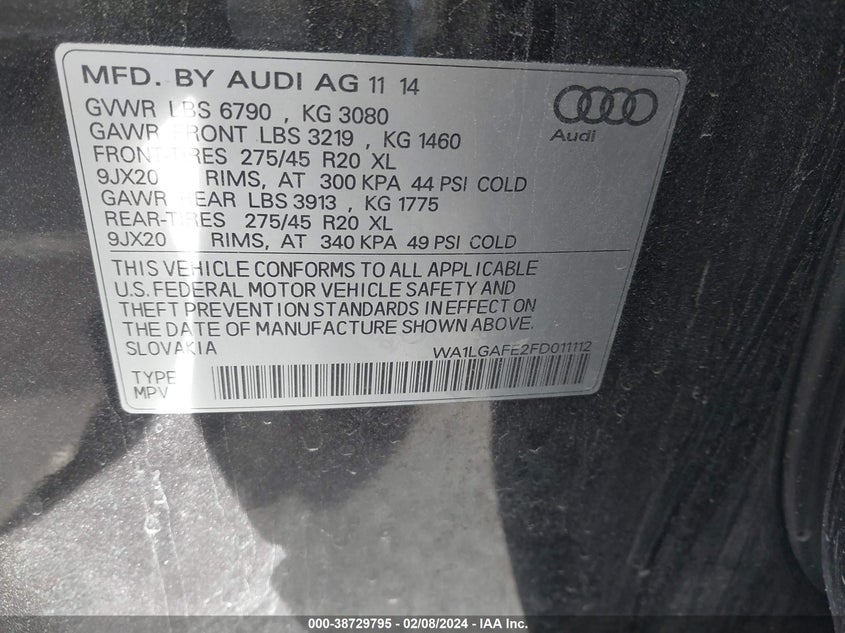 MFD. BY AUDI AG 11 14
GVWR LBS 6790 , KG 3080
GAWR FRONT LBS 3219 , KG 1460
FRONT-TIRES 275/45 R20 XL
9JX20 RIMS, AT 300 KPA 44 PSI COLD
GAWR REAR LBS 3913 , KG 1775
REAR-TIRES 275/45 R20 XL
9JX20 RIMS, AT 340 KPA 49 PSI COLD
Audi
THIS VEHICLE CONFORMS TO ALL APPLICABLE
U.S. FEDERAL MOTOR VEHICLE SAFETY AND
THEFT PREVENTION STANDARDS IN EFFECT ON
THE DATE OF MANUFACTURE SHOWN ABOVE.
SLOVAKIA WA1LGAFE2FD011112
TYPE
MPV
000-38729795 - 02/08/2024 - IAA Inc.